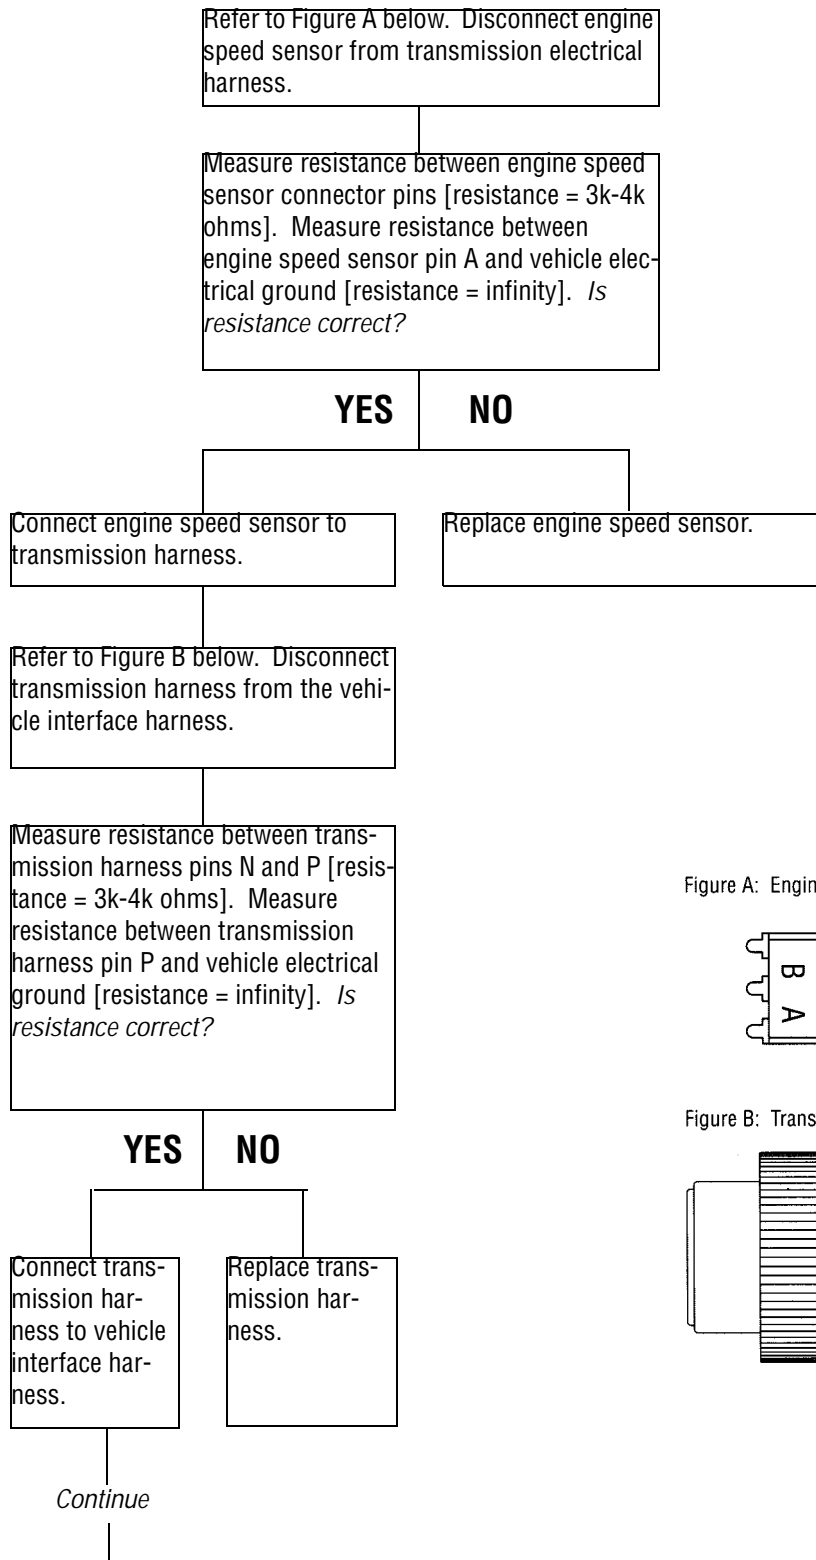 Refer to Figure A below.  Disconnect engine
speed sensor from transmission electrical
harness.
Measure resistance between engine speed
sensor connector pins [resistance = 3k-4k
ohms].  Measure resistance between
engine speed sensor pin A and vehicle elec-
trical ground [resistance = infinity].  Is
resistance correct?
YES NO
Connect engine speed sensor to
transmission harness.
Replace engine speed sensor.
Refer to Figure B below.  Disconnect
transmission harness from the vehi-
cle interface harness.
Measure resistance between trans-
mission harness pins N and P [resis-
tance = 3k-4k ohms].  Measure
resistance between transmission
harness pin P and vehicle electrical
ground [resistance = infinity].  Is
resistance correct?
Figure A:  Engin
B
A
Figure B:  Trans
YES NO
Connect trans-
mission har-
ness to vehicle
interface har-
ness.
Replace trans-
mission har-
ness.
Continue